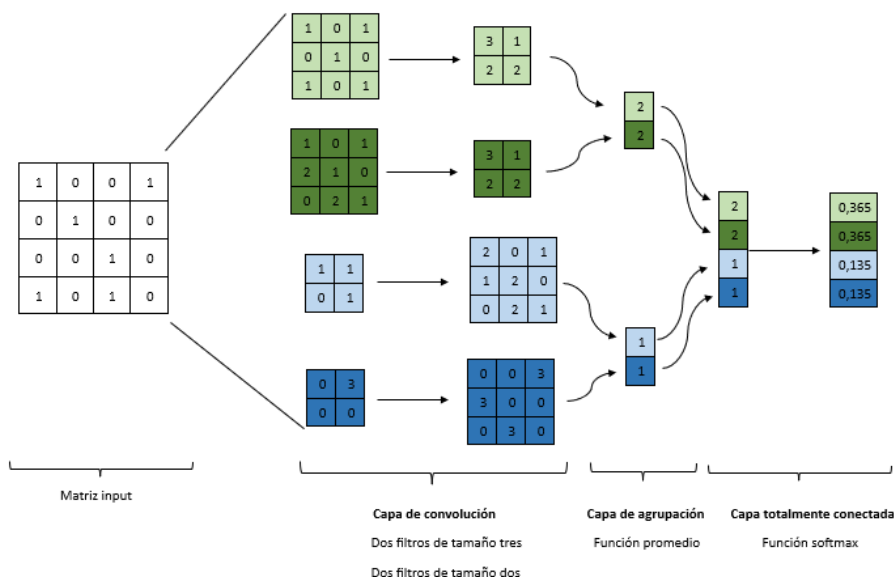 1 0 1
0 1 0
1 0 1
3 1
2 2
1 0 1
2 1 0
0 2 1
3 1
2 2
2
2
1 0 0 1
0 1 0 0
0 0 1 0
1 0 1 0
1 1
0 1
2 0 1
1 2 0
0 2 1
0 3
0 0
0 0 3
3 0 0
0 3 0
1
1
2
2
1
1
0,365
0,365
0,135
0,135
Matriz input
Capa de convolución
Dos filtros de tamaño tres
Dos filtros de tamaño dos
Capa de agrupación
Función promedio
Capa totalmente conectada
Función softmax